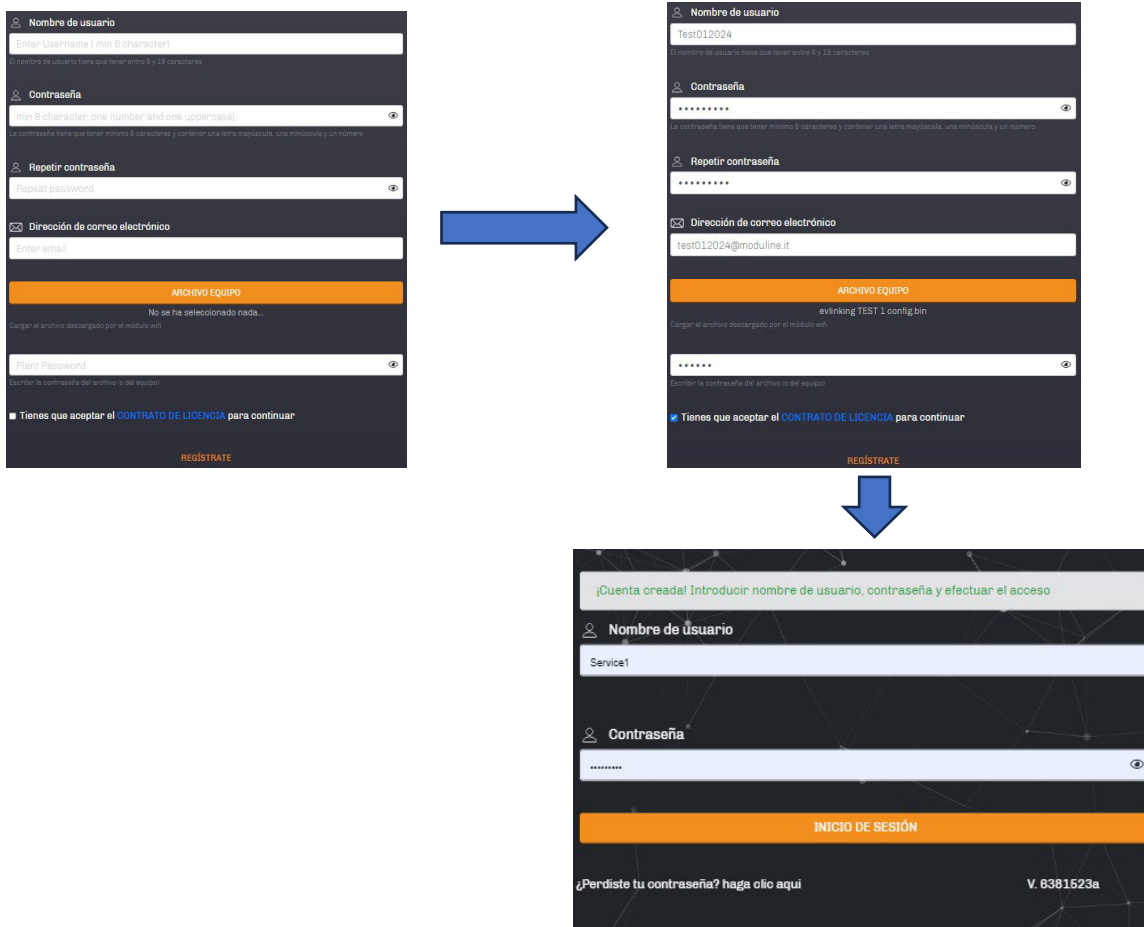 Nombre de usuario
Enter Username ( min 6 character)
El nombre de usuario tiene que tener entre 6 y 16 caracteres
Contraseña
min 8 character, one number and one uppercase)
La contraseña tiene que tener mínimo 8 caracteres y contener una letra mayúscula, una minúscula y un número
Repetir contraseña
Repeat password
Dirección de correo electrónico
Enter email
ARCHIVO EQUIPO
No se ha seleccionado nada...
Cargar el archivo descargado por el módulo wifi
Plant Password
Escribir la contraseña del archivo (o del equipo)
Tienes que aceptar el CONTRATO DE LICENCIA para continuar
REGÍSTRATE
Nombre de usuario
Test012024
El nombre de usuario tiene que tener entre 6 y 16 caracteres
Contraseña
•••••••••
La contraseña tiene que tener mínimo 8 caracteres y contener una letra mayúscula, una minúscula y un número
Repetir contraseña
•••••••••
Dirección de correo electrónico
test012024@moduline.it
ARCHIVO EQUIPO
evlinking TEST 1 config.bin
Cargar el archivo descargado por el módulo wifi
••••••
Escribir la contraseña del archivo (o del equipo)
Tienes que aceptar el CONTRATO DE LICENCIA para continuar
REGÍSTRATE
¡Cuenta creada! Introducir nombre de usuario, contraseña y efectuar el acceso
Nombre de usuario
Service1
Contraseña
•••••••••
INICIO DE SESIÓN
¿Perdiste tu contraseña? haga clic aqui
V. 6381523a